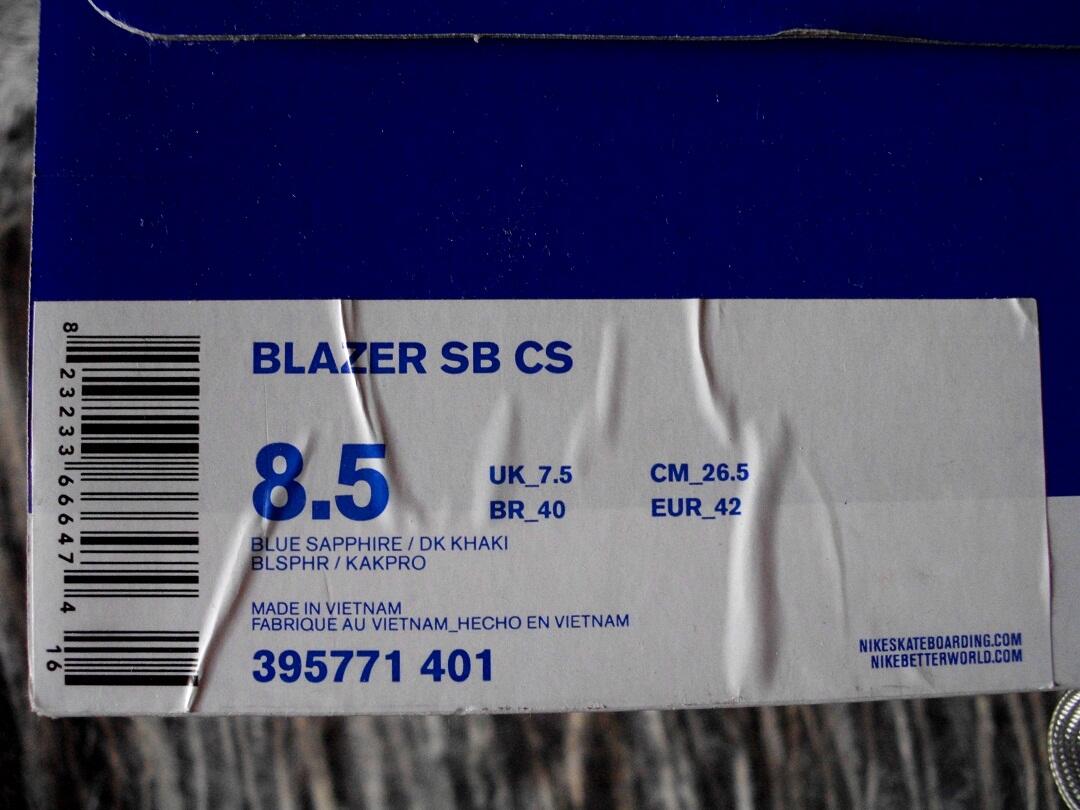 BLAZER SB CS
8.5
UK_7.5 CM_26.5
BR_40 EUR_42
BLUE SAPPHIRE / DK KHAKI
BLSPHR / KAKPRO
MADE IN VIETNAM
FABRIQUE AU VIETNAM_HECHO EN VIETNAM
395771 401
NIKESKATEBOARDING.COM
NIKEBETTERWORLD.COM
8 23233 66647 4 16